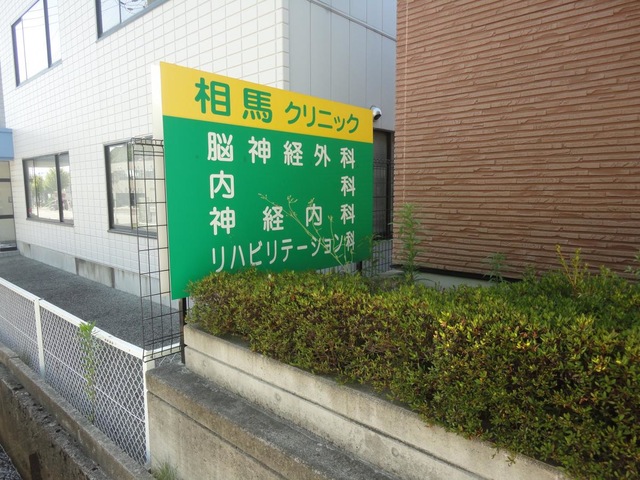 相馬 クリニック
脳神経外科
内科
神経内科
リハビリテーション科